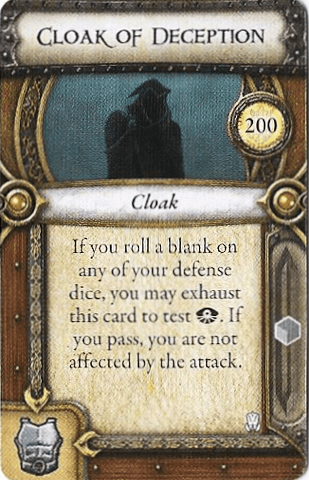 CLOAK OF DECEPTION
200
Cloak
If you roll a blank on
any of your defense
dice, you may exhaust
this card to test . If
you pass, you are not
affected by the attack.